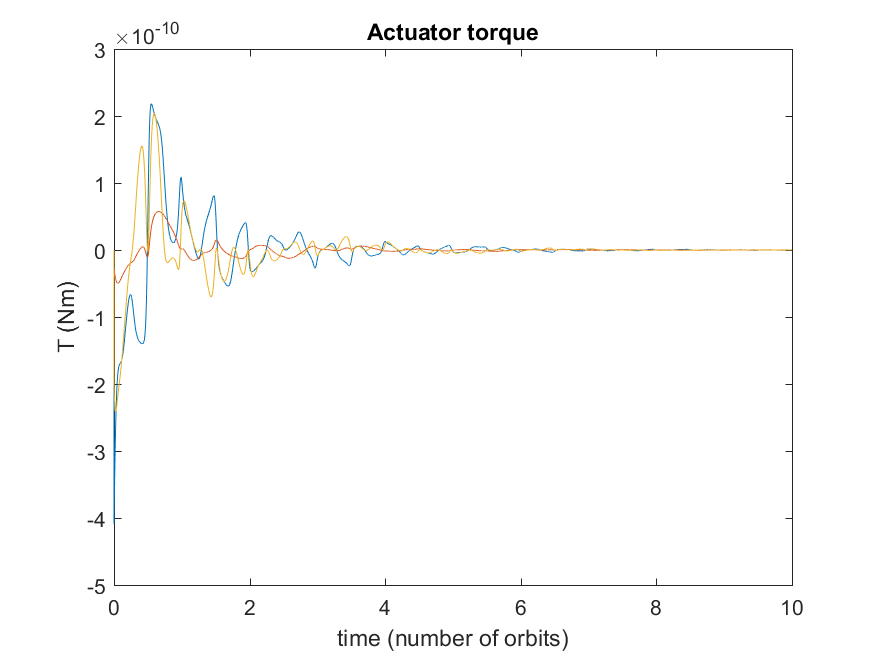 Actuator torque
×10-10
3
2
1
0
-1
-2
-3
-4
-5
T (Nm)
0 2 4 6 8 10
time (number of orbits)